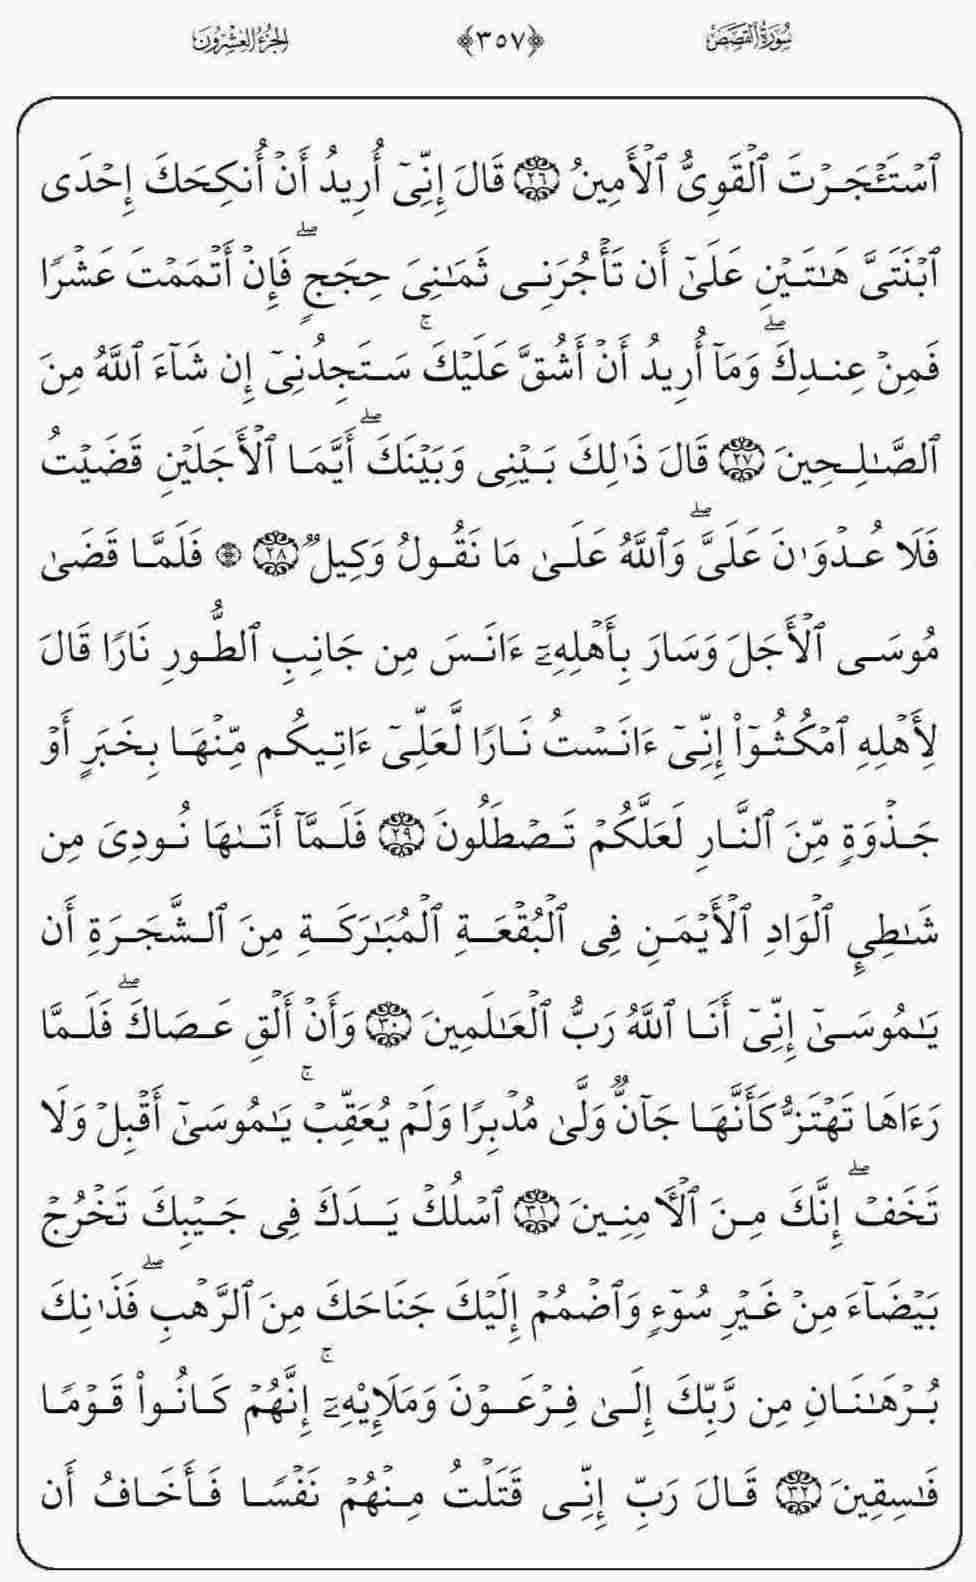 سُورَةُ القَصَصِ ﴿٣٥٧﴾ الجُزءُ العِشْرُونَ
ٱسۡتَـٔۡجَرۡتَ ٱلۡقَوِيُّ ٱلۡأَمِينُ ٢٦ قَالَ إِنِّيٓ أُرِيدُ أَنۡ أُنكِحَكَ إِحۡدَى
ٱبۡنَتَيَّ هَٰتَيۡنِ عَلَىٰٓ أَن تَأۡجُرَنِي ثَمَٰنِيَ حِجَجٖۖ فَإِنۡ أَتۡمَمۡتَ عَشۡرٗا
فَمِنۡ عِندِكَۖ وَمَآ أُرِيدُ أَنۡ أَشُقَّ عَلَيۡكَۚ سَتَجِدُنِيٓ إِن شَآءَ ٱللَّهُ مِنَ
ٱلصَّٰلِحِينَ ٢٧ قَالَ ذَٰلِكَ بَيۡنِي وَبَيۡنَكَۖ أَيَّمَا ٱلۡأَجَلَيۡنِ قَضَيۡتُ
فَلَا عُدۡوَٰنَ عَلَيَّۖ وَٱللَّهُ عَلَىٰ مَا نَقُولُ وَكِيلٞ ٢٨ ۞ فَلَمَّا قَضَىٰ
مُوسَى ٱلۡأَجَلَ وَسَارَ بِأَهۡلِهِۦٓ ءَانَسَ مِن جَانِبِ ٱلطُّورِ نَارٗا قَالَ
لِأَهۡلِهِ ٱمۡكُثُوٓاْ إِنِّيٓ ءَانَسۡتُ نَارٗا لَّعَلِّيٓ ءَاتِيكُم مِّنۡهَا بِخَبَرٍ أَوۡ
جَذۡوَةٖ مِّنَ ٱلنَّارِ لَعَلَّكُمۡ تَصۡطَلُونَ ٢٩ فَلَمَّآ أَتَىٰهَا نُودِيَ مِن
شَٰطِيِٕ ٱلۡوَادِ ٱلۡأَيۡمَنِ فِي ٱلۡبُقۡعَةِ ٱلۡمُبَٰرَكَةِ مِنَ ٱلشَّجَرَةِ أَن
يَٰمُوسَىٰٓ إِنِّيٓ أَنَا ٱللَّهُ رَبُّ ٱلۡعَٰلَمِينَ ٣٠ وَأَنۡ أَلۡقِ عَصَاكَۖ فَلَمَّا
رَءَاهَا تَهۡتَزُّ كَأَنَّهَا جَآنّٞ وَلَّىٰ مُدۡبِرٗا وَلَمۡ يُعَقِّبۡۚ يَٰمُوسَىٰٓ أَقۡبِلۡ وَلَا
تَخَفۡۖ إِنَّكَ مِنَ ٱلۡأٓمِنِينَ ٣١ ٱسۡلُكۡ يَدَكَ فِي جَيۡبِكَ تَخۡرُجۡ
بَيۡضَآءَ مِنۡ غَيۡرِ سُوٓءٖ وَٱضۡمُمۡ إِلَيۡكَ جَنَاحَكَ مِنَ ٱلرَّهۡبِۖ فَذَٰنِكَ
بُرۡهَٰنَانِ مِن رَّبِّكَ إِلَىٰ فِرۡعَوۡنَ وَمَلَإِيْهِۦٓۚ إِنَّهُمۡ كَانُواْ قَوۡمٗا
فَٰسِقِينَ ٣٢ قَالَ رَبِّ إِنِّي قَتَلۡتُ مِنۡهُمۡ نَفۡسٗا فَأَخَافُ أَن